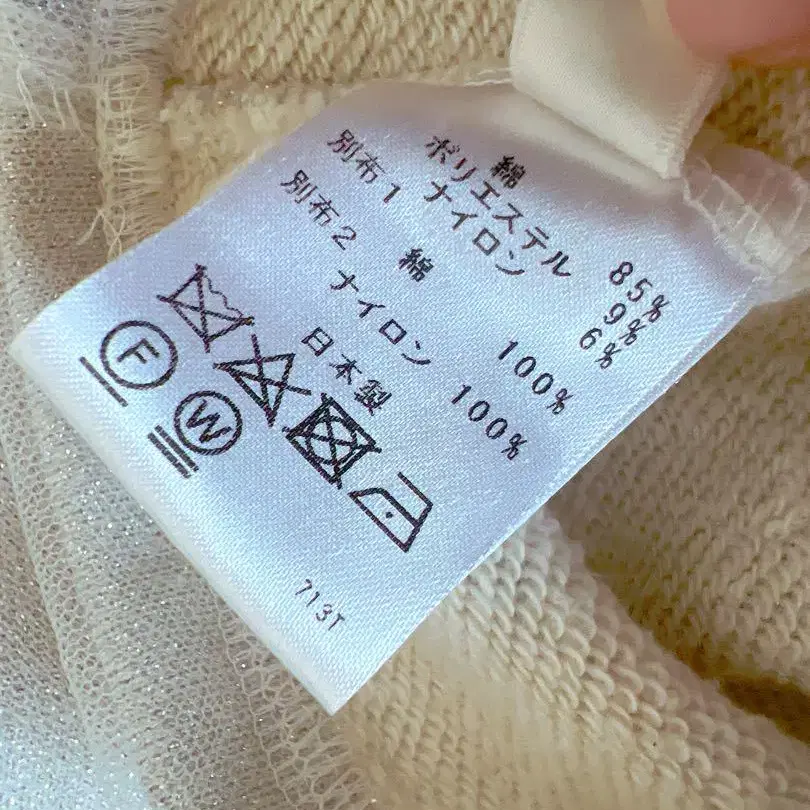 綿 85%
ポリエステル 9%
ナイロン 6%
別布1 綿 100%
別布2 ナイロン 100%
日本製
F
W
713T